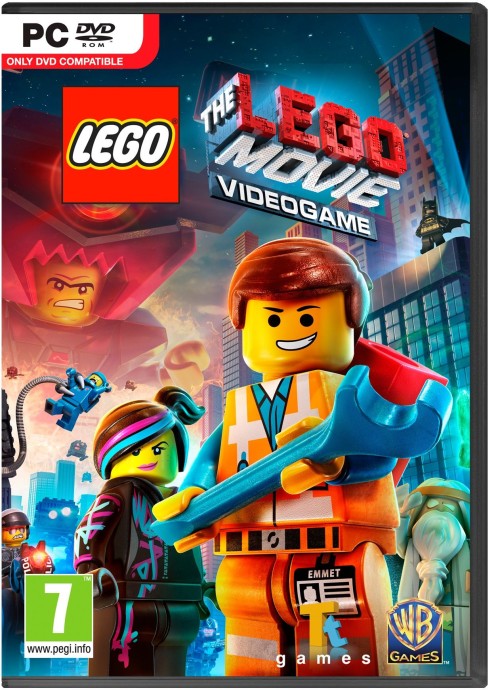 PC DVD
ROM
ONLY DVD COMPATIBLE
LEGO
THE
LEGO
MOVIE
VIDEOGAME
POLICE
EMMET
7
www.pegi.info
Tt
games
WB
GAMES